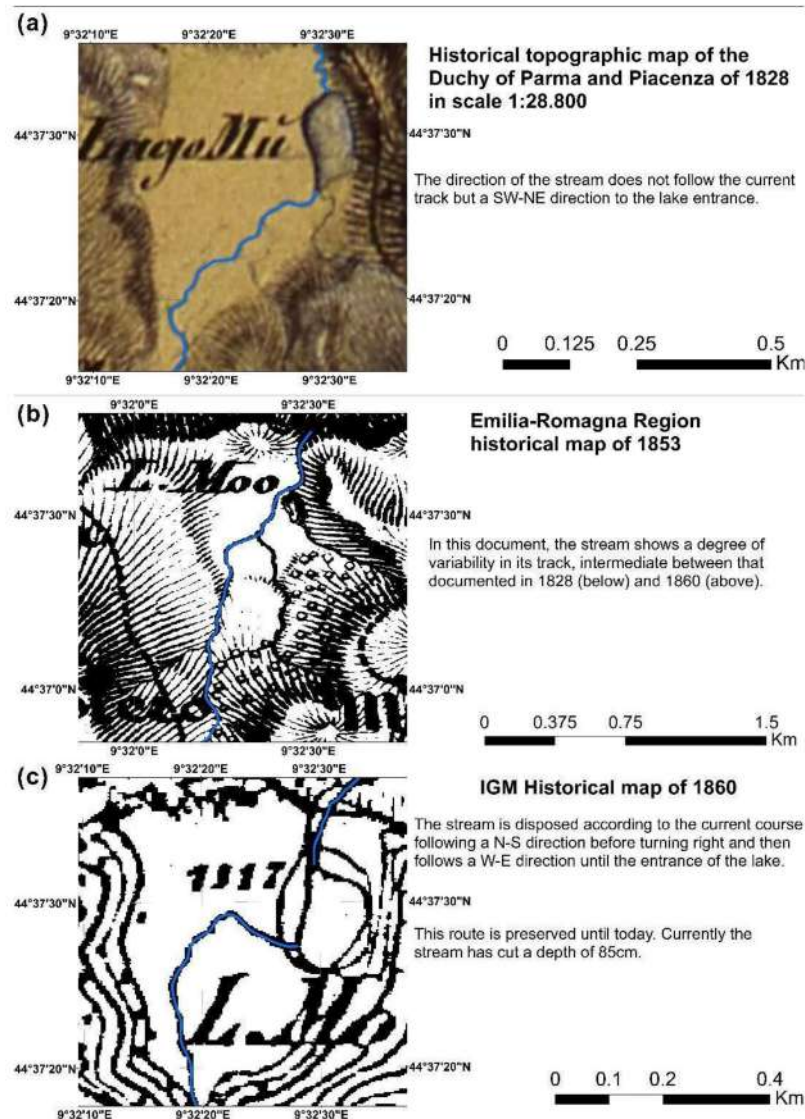 (a)
9°32'10"E 9°32'20"E 9°32'30"E
Lago Mŭ
44°37'30"N 44°37'30"N
44°37'20"N 44°37'20"N
9°32'10"E 9°32'20"E 9°32'30"E
Historical topographic map of the
Duchy of Parma and Piacenza of 1828
in scale 1:28.800
The direction of the stream does not follow the current
track but a SW-NE direction to the lake entrance.
0 0.125 0.25 0.5
Km
(b)
9°32'0"E 9°32'30"E
L. Moo
44°37'30"N 44°37'30"N
44°37'0"N 44°37'0"N
9°32'0"E 9°32'30"E
Emilia-Romagna Region
historical map of 1853
In this document, the stream shows a degree of
variability in its track, intermediate between that
documented in 1828 (below) and 1860 (above).
0 0.375 0.75 1.5
Km
(c)
9°32'10"E 9°32'20"E 9°32'30"E
1117
44°37'30"N 44°37'30"N
L. Mo
44°37'20"N 44°37'20"N
9°32'10"E 9°32'20"E 9°32'30"E
IGM Historical map of 1860
The stream is disposed according to the current course
following a N-S direction before turning right and then
follows a W-E direction until the entrance of the lake.
This route is preserved until today. Currently the
stream has cut a depth of 85cm.
0 0.1 0.2 0.4
Km